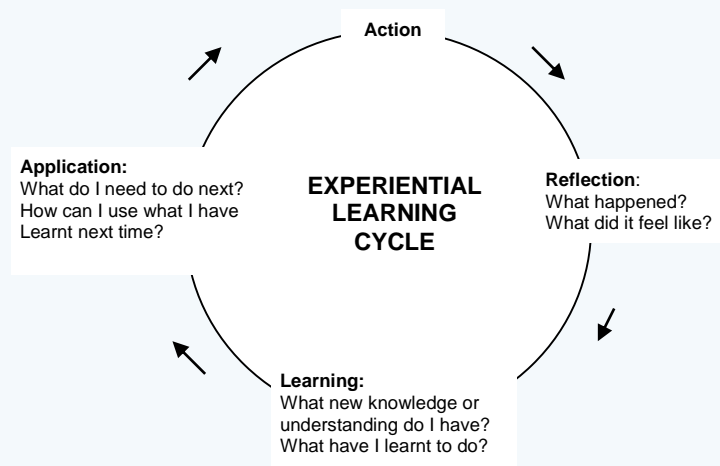 Action
Application:
What do I need to do next?
How can I use what I have
Learnt next time?
EXPERIENTIAL
LEARNING
CYCLE
Reflection:
What happened?
What did it feel like?
Learning:
What new knowledge or
understanding do I have?
What have I learnt to do?